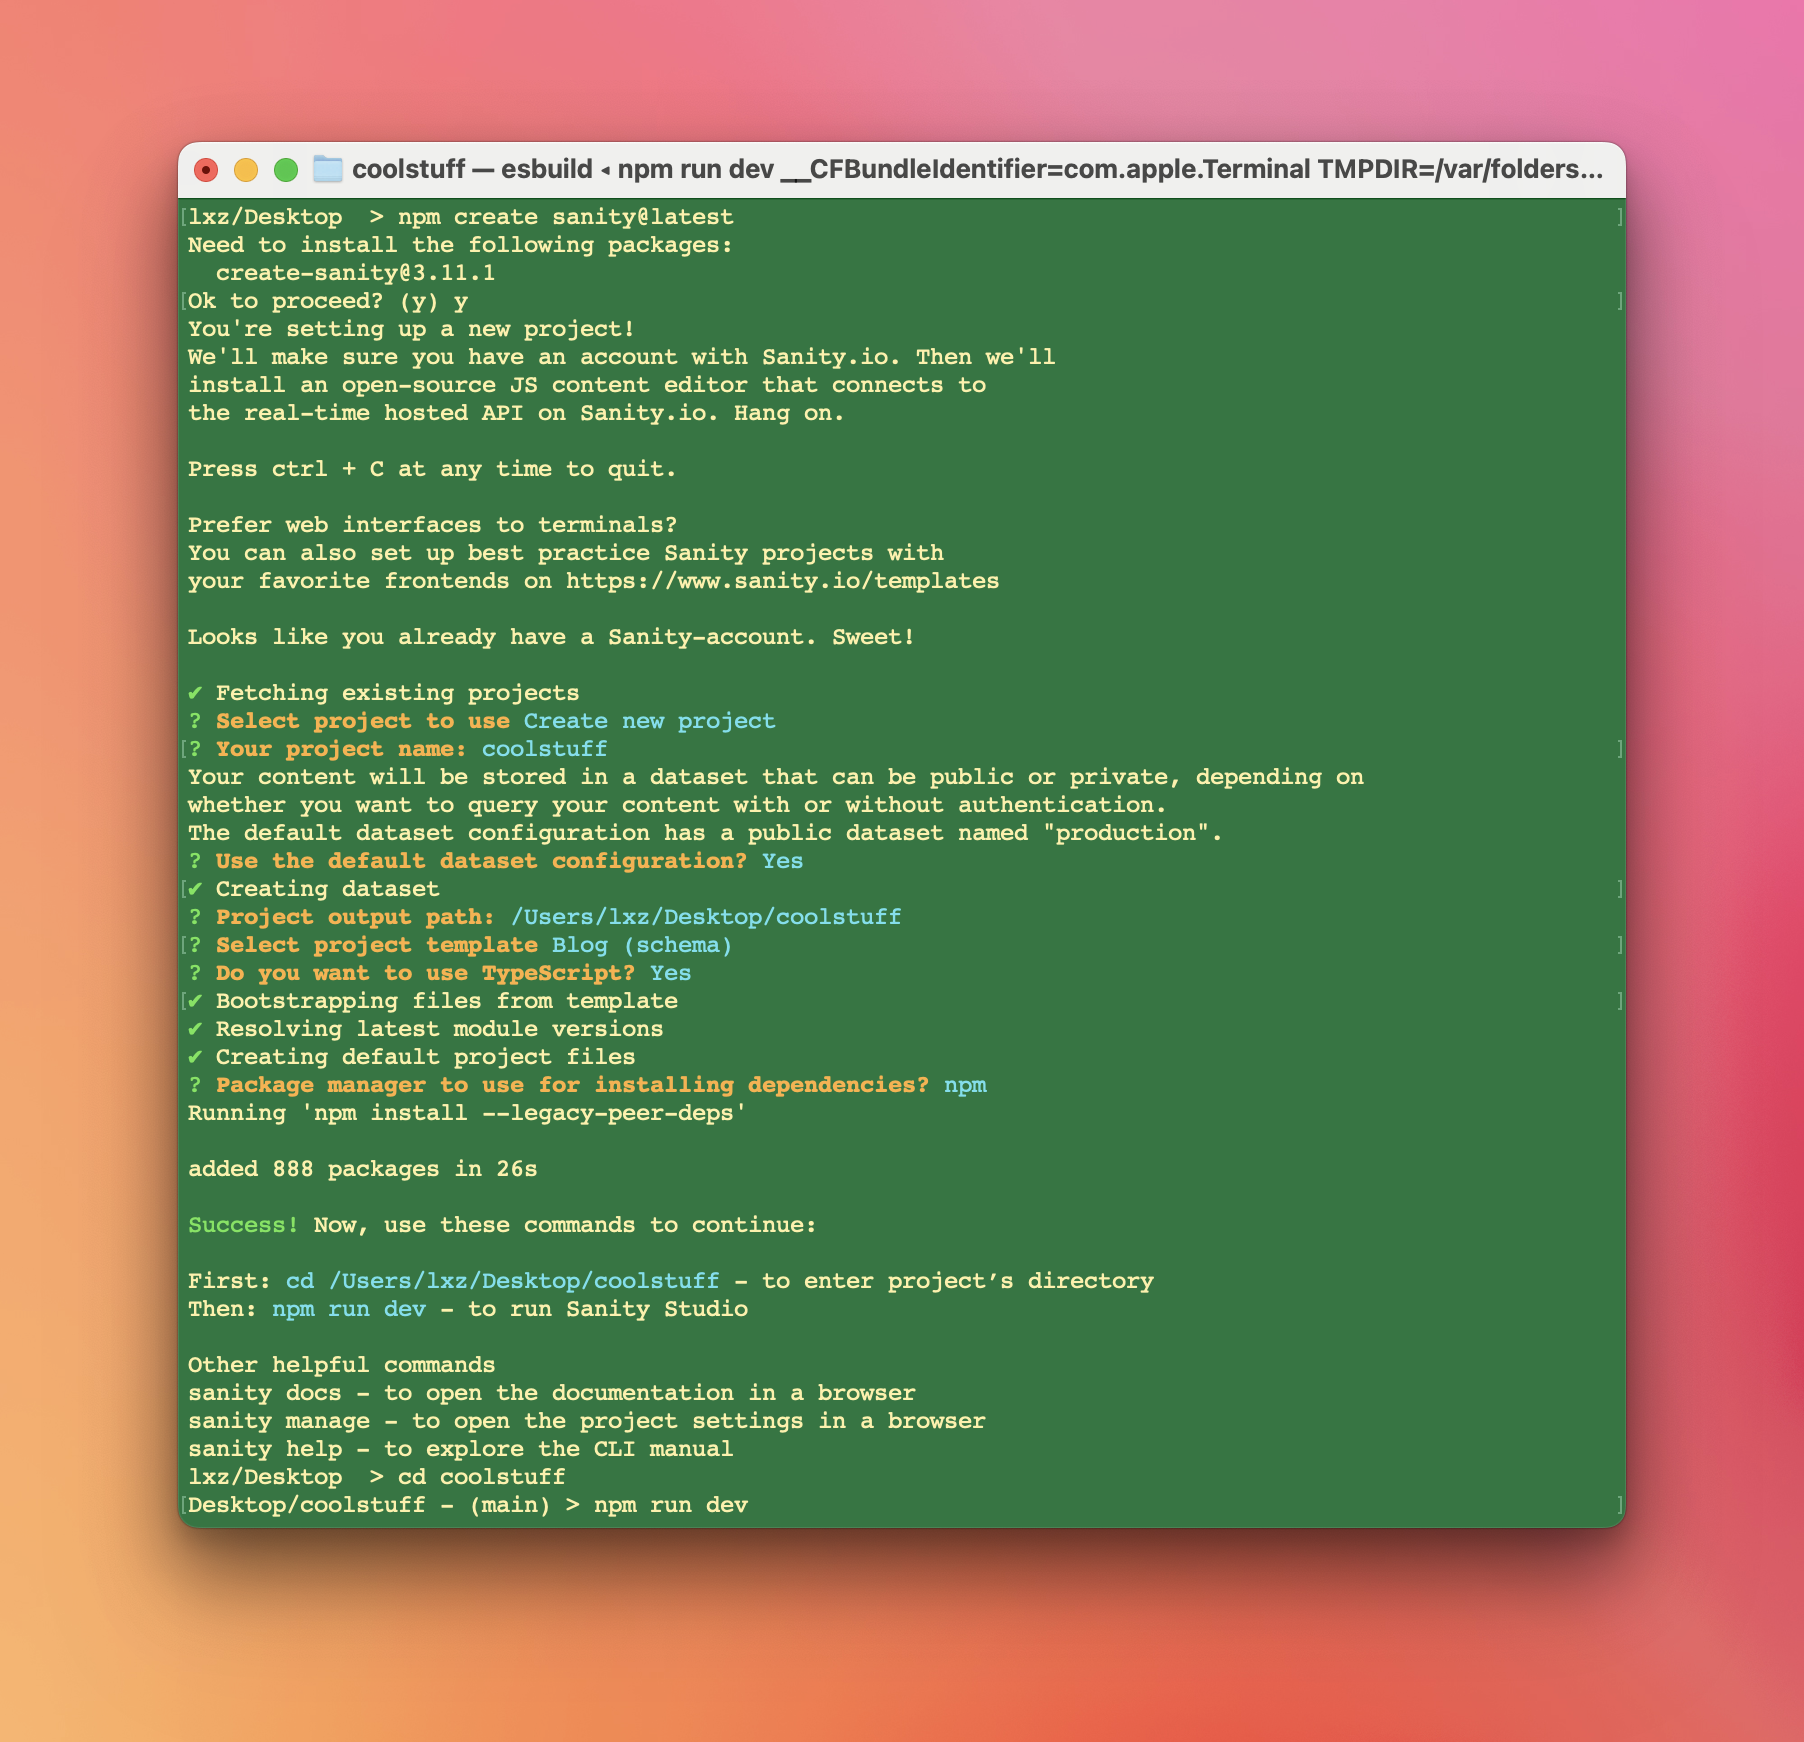 coolstuff — esbuild ◂ npm run dev __CFBundleIdentifier=com.apple.Terminal TMPDIR=/var/folders...
[lxz/Desktop  > npm create sanity@latest ]
Need to install the following packages:
  create-sanity@3.11.1
[Ok to proceed? (y) y ]
You're setting up a new project!
We'll make sure you have an account with Sanity.io. Then we'll
install an open-source JS content editor that connects to
the real-time hosted API on Sanity.io. Hang on.
Press ctrl + C at any time to quit.
Prefer web interfaces to terminals?
You can also set up best practice Sanity projects with
your favorite frontends on https://www.sanity.io/templates
Looks like you already have a Sanity-account. Sweet!
✔ Fetching existing projects
? Select project to use Create new project
[? Your project name: coolstuff ]
Your content will be stored in a dataset that can be public or private, depending on
whether you want to query your content with or without authentication.
The default dataset configuration has a public dataset named "production".
? Use the default dataset configuration? Yes
[✔ Creating dataset ]
? Project output path: /Users/lxz/Desktop/coolstuff
[? Select project template Blog (schema) ]
? Do you want to use TypeScript? Yes
[✔ Bootstrapping files from template ]
✔ Resolving latest module versions
✔ Creating default project files
? Package manager to use for installing dependencies? npm
Running 'npm install --legacy-peer-deps'
added 888 packages in 26s
Success! Now, use these commands to continue:
First: cd /Users/lxz/Desktop/coolstuff - to enter project’s directory
Then: npm run dev - to run Sanity Studio
Other helpful commands
sanity docs - to open the documentation in a browser
sanity manage - to open the project settings in a browser
sanity help - to explore the CLI manual
lxz/Desktop  > cd coolstuff
[Desktop/coolstuff - (main) > npm run dev ]